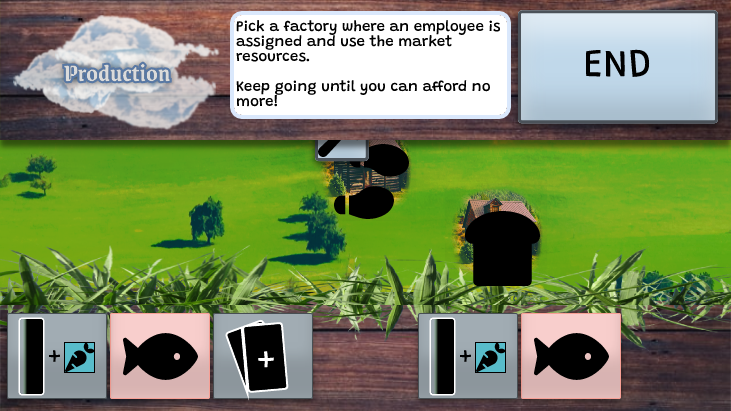 Production
Pick a factory where an employee is
assigned and use the market
resources.
Keep going until you can afford no
more!
END
+
+
+